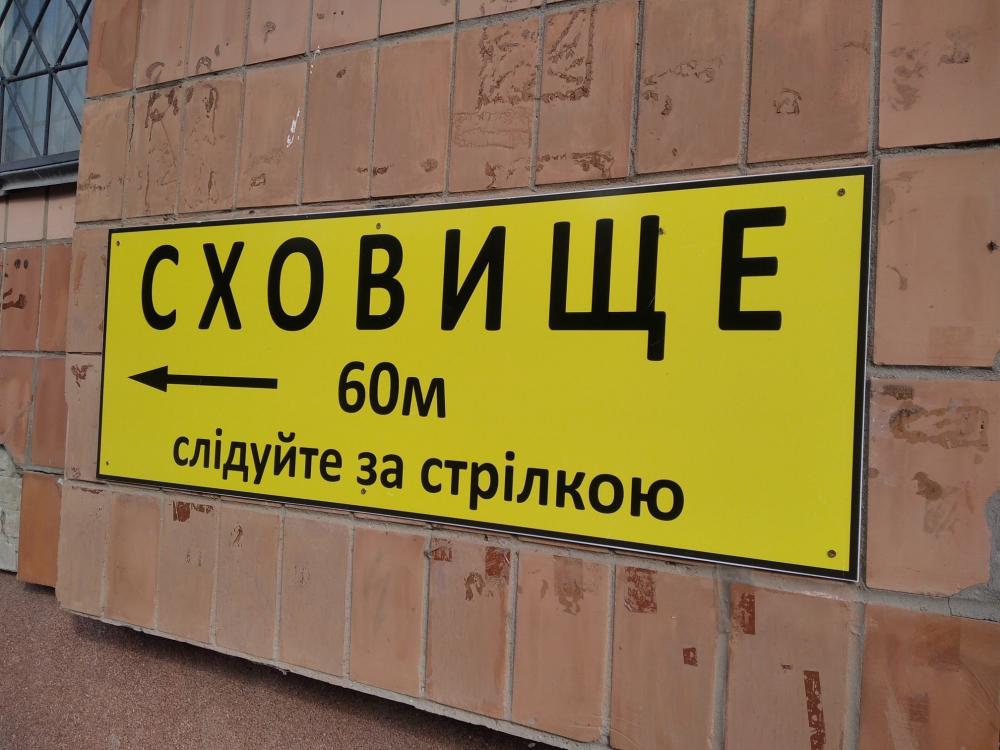 СХОВИЩЕ
60м
слідуйте за стрілкою